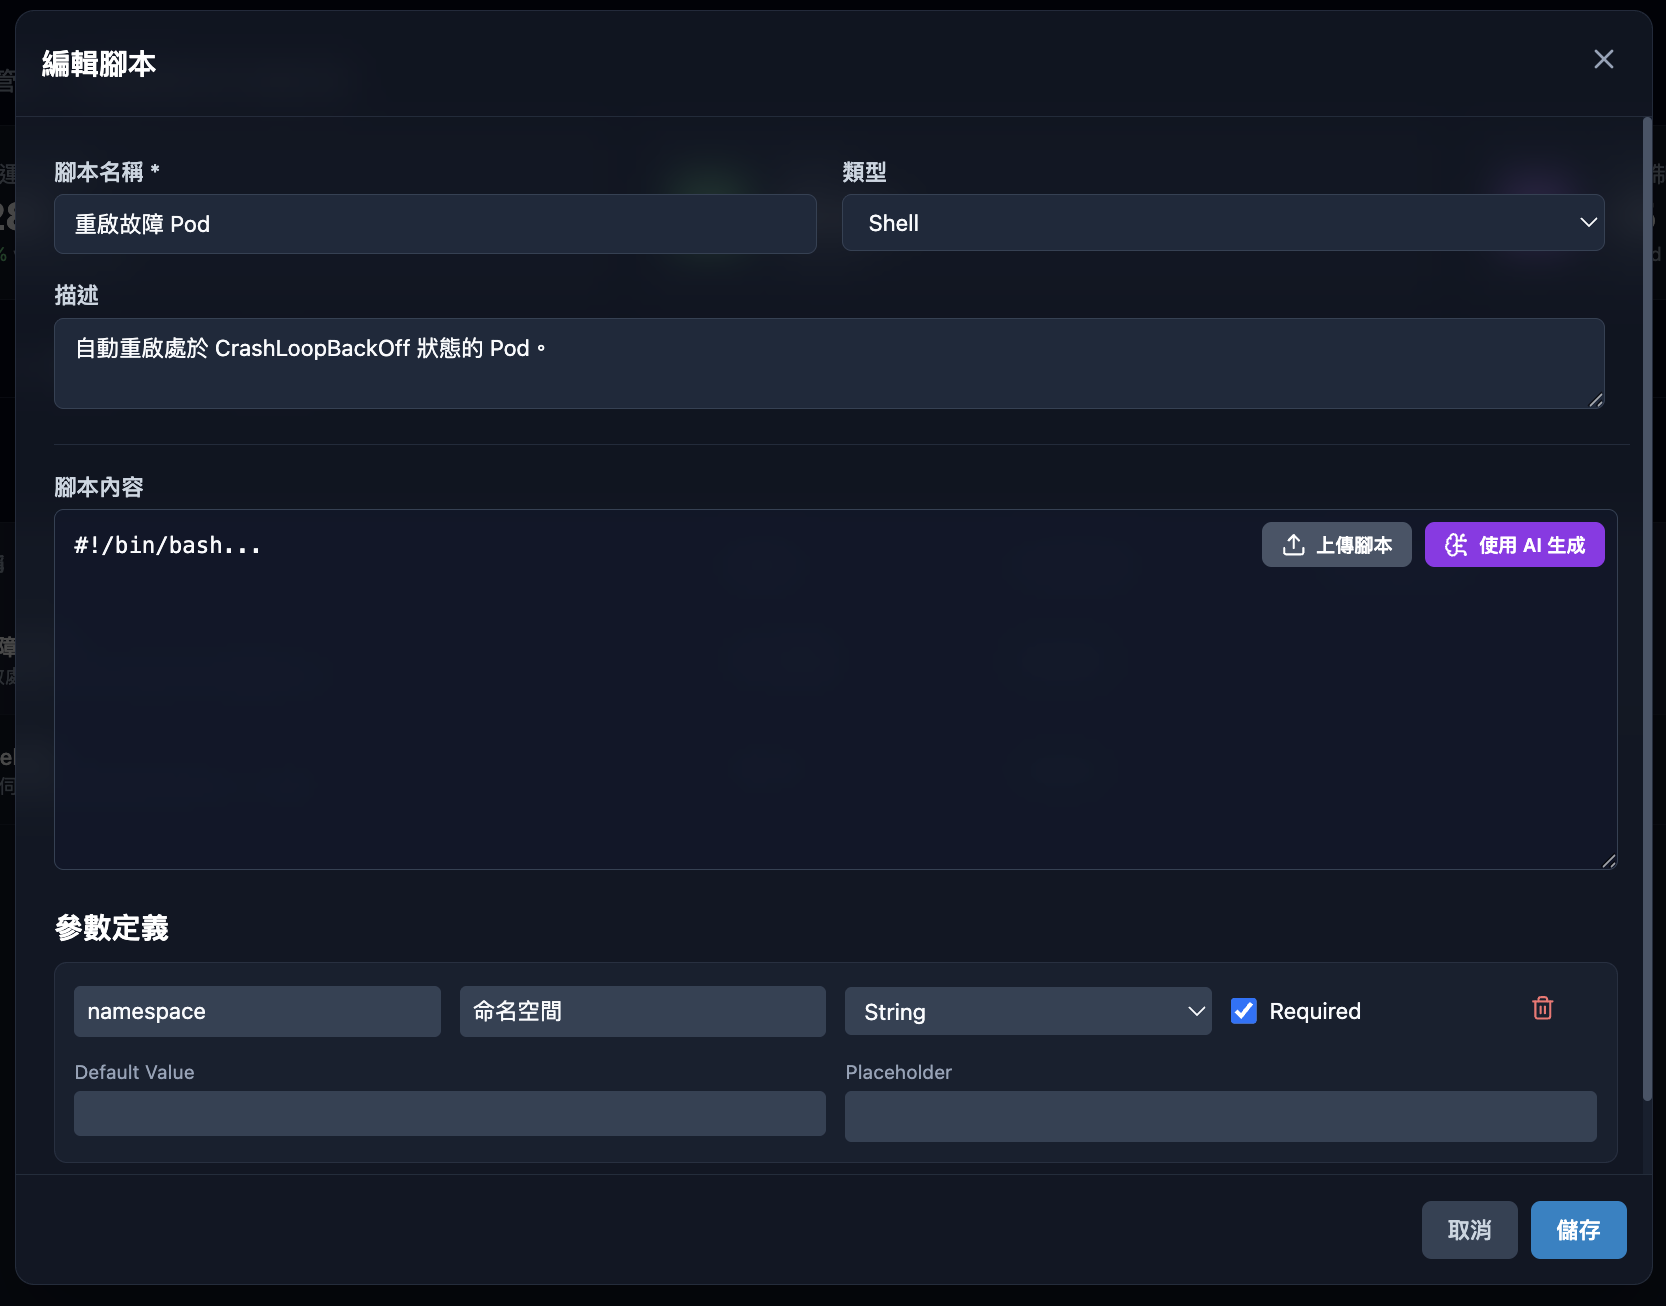 編輯腳本
腳本名稱 *
類型
重啟故障 Pod
Shell
描述
自動重啟處於 CrashLoopBackOff 狀態的 Pod。
腳本內容
#!/bin/bash...
上傳腳本
使用 AI 生成
參數定義
namespace
命名空間
String
Required
Default Value
Placeholder
取消
儲存